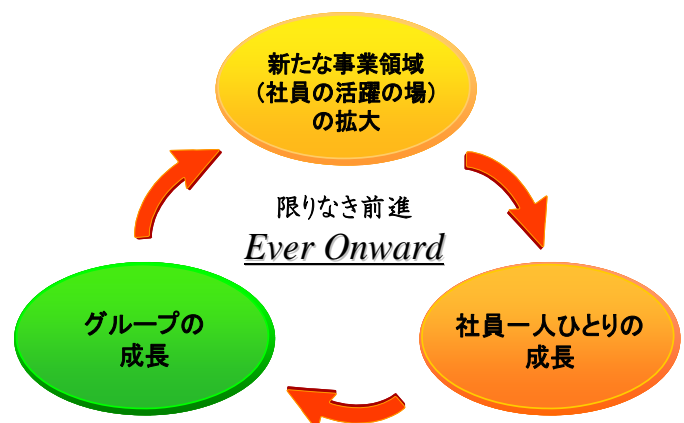 新たな事業領域
（社員の活躍の場）
の拡大
限りなき前進
Ever Onward
グループの
成長
社員一人ひとりの
成長